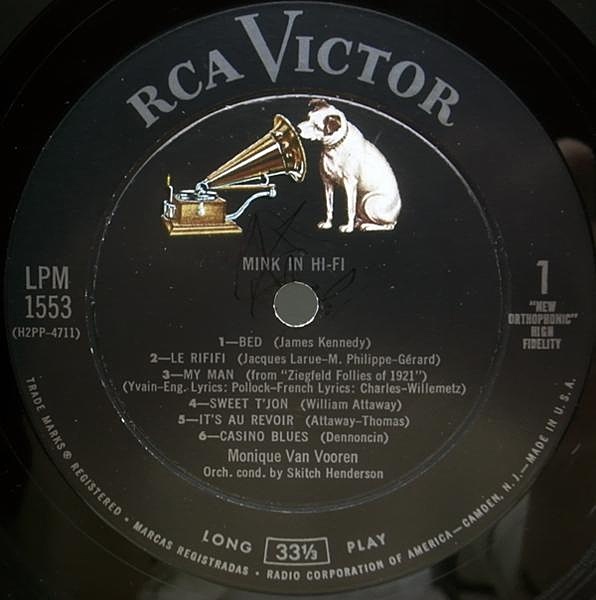 RCA VICTOR
MINK IN HI-FI
LPM
1553
(H2PP-4711)
1
"NEW
ORTHOPHONIC"
HIGH
FIDELITY
1—BED (James Kennedy)
2—LE RIFIFI (Jacques Larue—M. Philippe-Gérard)
3—MY MAN (from "Ziegfeld Follies of 1921")
(Yvain—Eng. Lyrics: Pollock—French Lyrics: Charles—Willemetz)
4—SWEET T'JON (William Attaway)
5—IT'S AU REVOIR (Attaway-Thomas)
6—CASINO BLUES (Dennoncin)
Monique Van Vooren
Orch. cond. by Skitch Henderson
LONG 33⅓ PLAY
TRADE MARKS ® REGISTERED • MARCAS REGISTRADAS • RADIO CORPORATION OF AMERICA—CAMDEN, N. J.—MADE IN U. S. A.